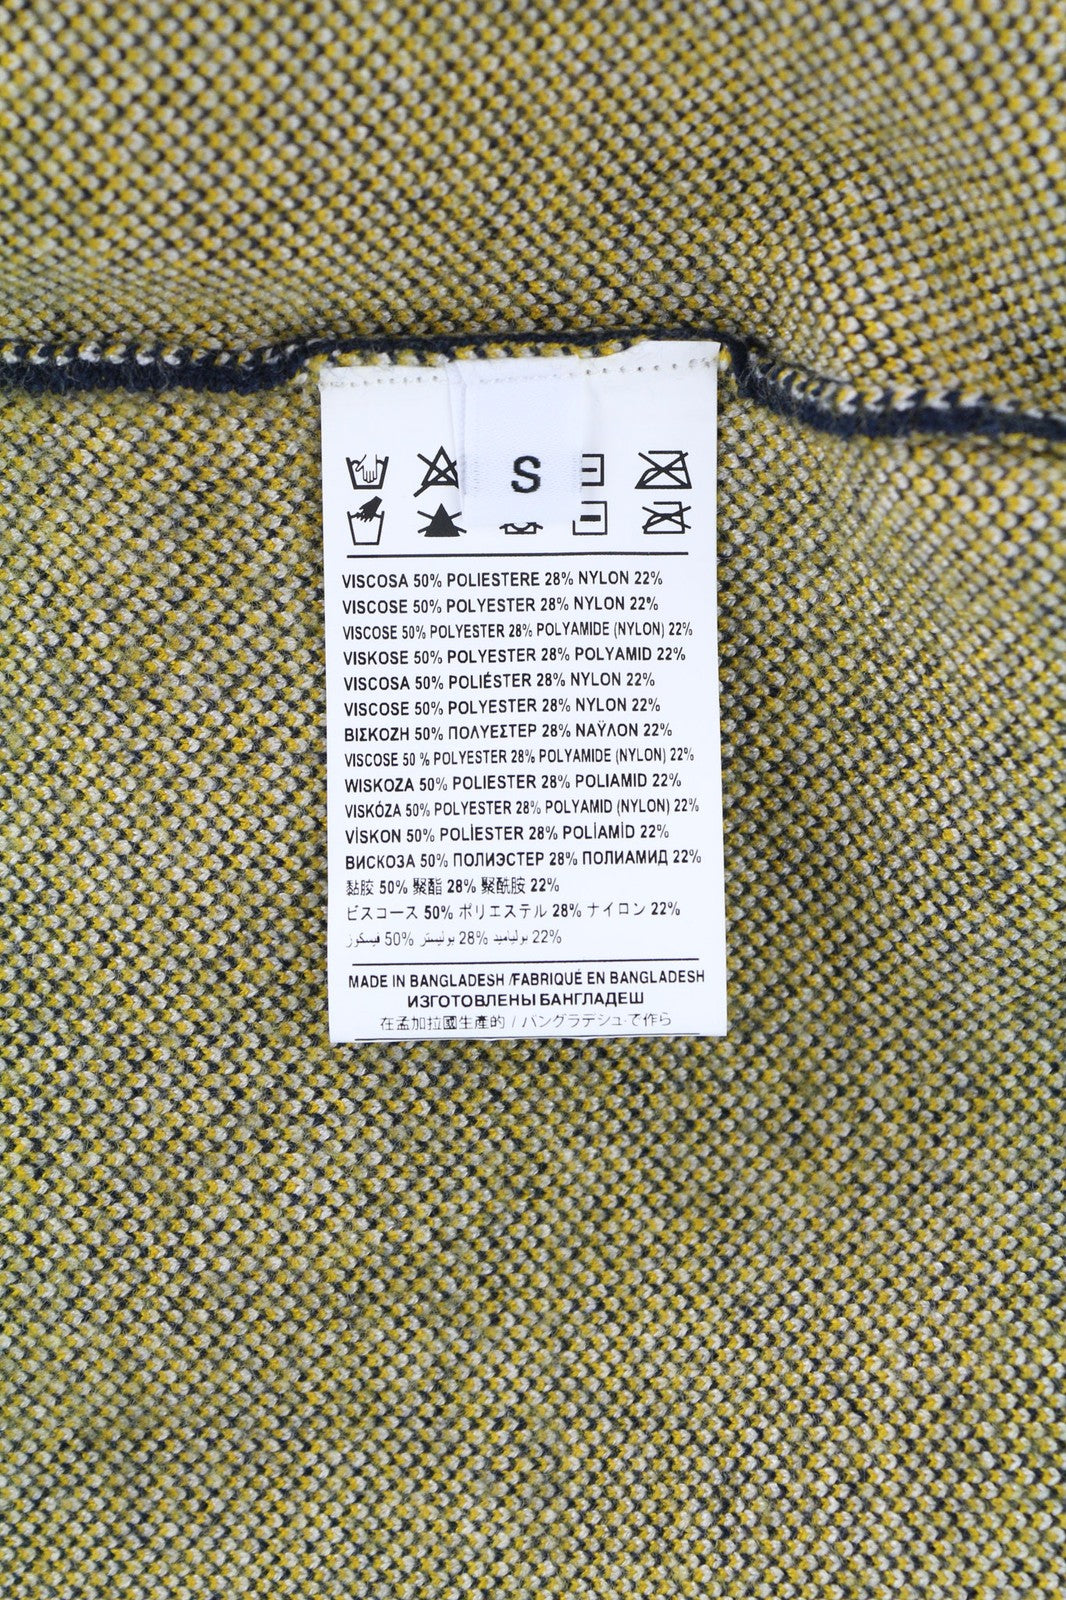 S
VISCOSA 50% POLIESTERE 28% NYLON 22%
VISCOSE 50% POLYESTER 28% NYLON 22%
VISCOSE 50% POLYESTER 28% POLYAMIDE (NYLON) 22%
VISKOSE 50% POLYESTER 28% POLYAMID 22%
VISCOSA 50% POLIÉSTER 28% NYLON 22%
VISCOSE 50% POLYESTER 28% NYLON 22%
ΒΙΣΚΟΖΗ 50% ΠΟΛΥΕΣΤΕΡ 28% ΝΑΫΛΟΝ 22%
VISCOSE 50 % POLYESTER 28% POLYAMIDE (NYLON) 22%
WISKOZA 50% POLIESTER 28% POLIAMID 22%
VISKÓZA 50% POLYESTER 28% POLYAMID (NYLON) 22%
VİSKON 50% POLİESTER 28% POLİAMİD 22%
ВИСКОЗА 50% ПОЛИЭСТЕР 28% ПОЛИАМИД 22%
黏胶 50% 聚酯 28% 聚酰胺 22%
ビスコース 50% ポリエステル 28% ナイロン 22%
فيسكوز 50% بوليستر 28% بولياميد 22%
MADE IN BANGLADESH /FABRIQUÉ EN BANGLADESH
ИЗГОТОВЛЕНЫ БАНГЛАДЕШ
在孟加拉國生產的 / バングラデシュで作ら